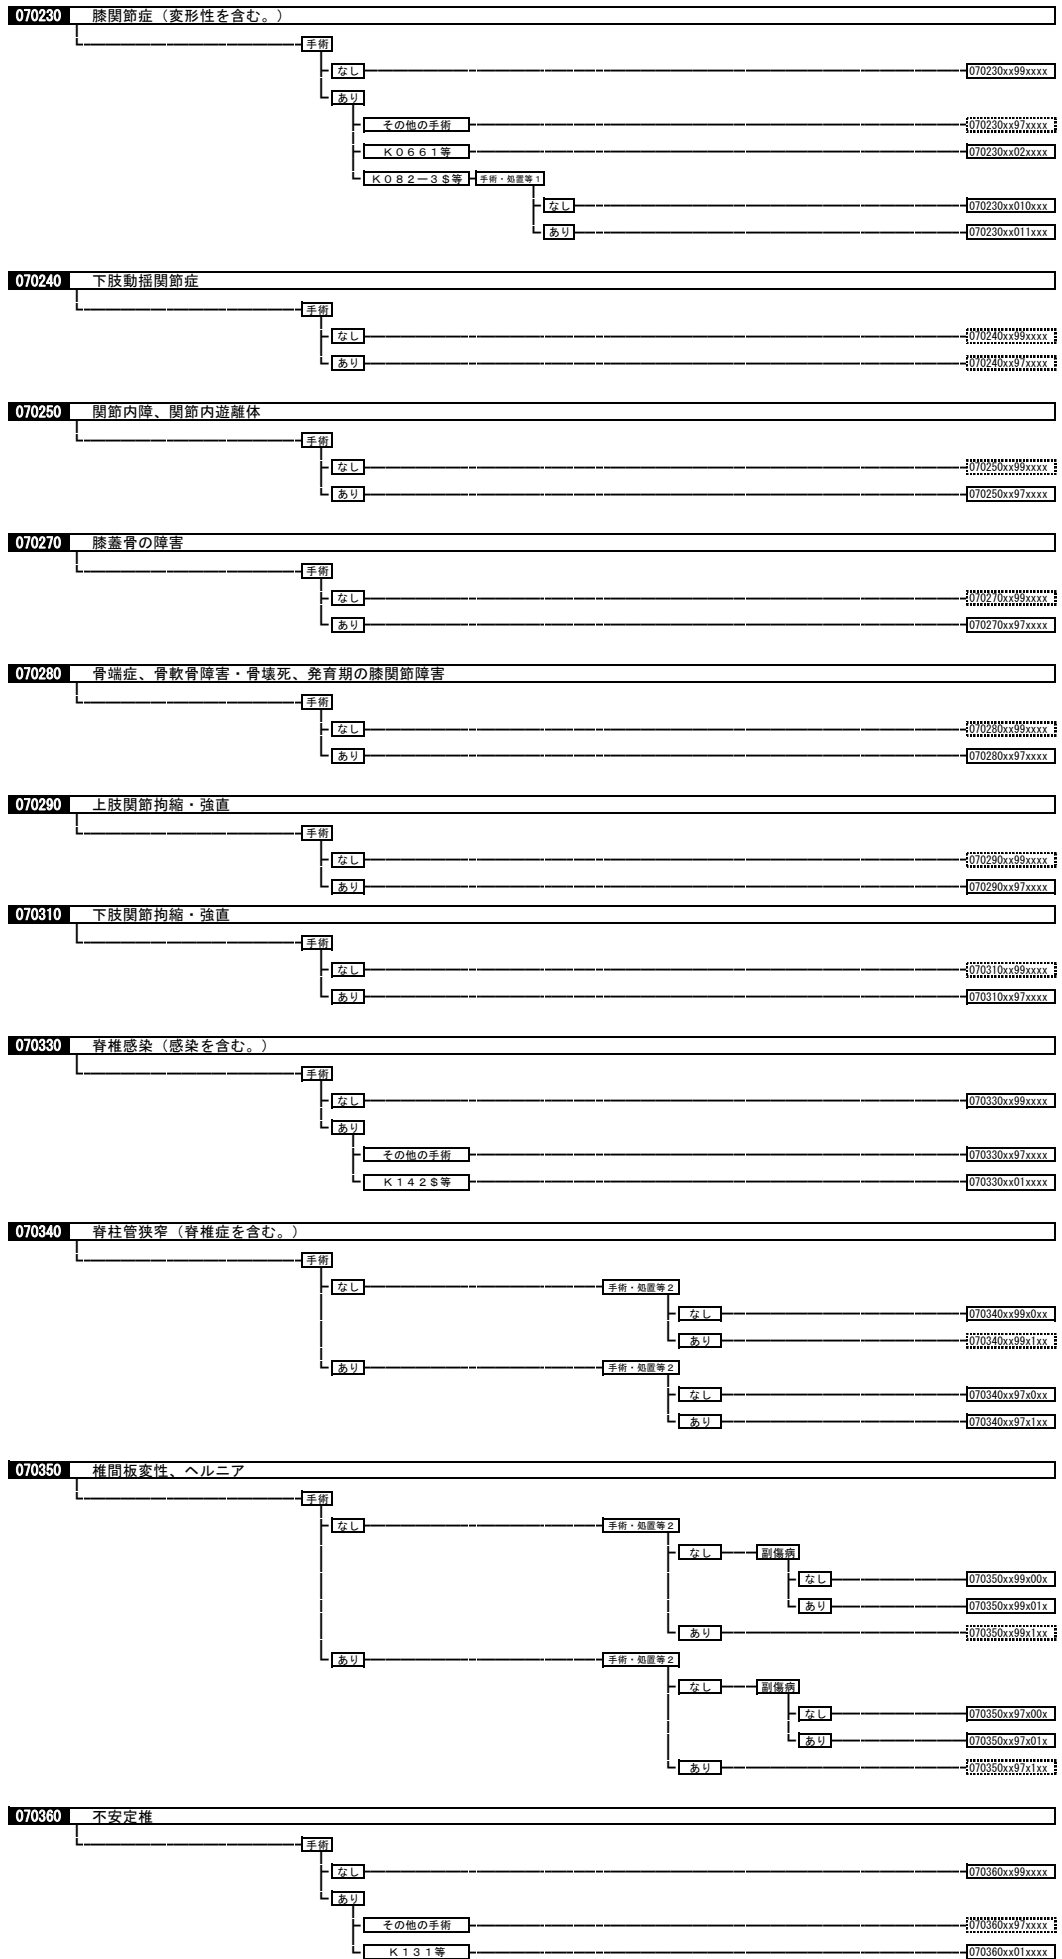 070230 膝関節症（変形性を含む。）
手術
なし 070230xx99xxxx
あり
その他の手術 070230xx97xxxx
Ｋ０６６１等 070230xx02xxxx
Ｋ０８２－３＄等 手術・処置等１
なし 070230xx010xxx
あり 070230xx011xxx
070240 下肢動揺関節症
手術
なし 070240xx99xxxx
あり 070240xx97xxxx
070250 関節内障、関節内遊離体
手術
なし 070250xx99xxxx
あり 070250xx97xxxx
070270 膝蓋骨の障害
手術
なし 070270xx99xxxx
あり 070270xx97xxxx
070280 骨端症、骨軟骨障害・骨壊死、発育期の膝関節障害
手術
なし 070280xx99xxxx
あり 070280xx97xxxx
070290 上肢関節拘縮・強直
手術
なし 070290xx99xxxx
あり 070290xx97xxxx
070310 下肢関節拘縮・強直
手術
なし 070310xx99xxxx
あり 070310xx97xxxx
070330 脊椎感染（感染を含む。）
手術
なし 070330xx99xxxx
あり
その他の手術 070330xx97xxxx
Ｋ１４２＄等 070330xx01xxxx
070340 脊柱管狭窄（脊椎症を含む。）
手術
なし 手術・処置等２
なし 070340xx99x0xx
あり 070340xx99x1xx
あり 手術・処置等２
なし 070340xx97x0xx
あり 070340xx97x1xx
070350 椎間板変性、ヘルニア
手術
なし 手術・処置等２
なし 副傷病
なし 070350xx99x00x
あり 070350xx99x01x
あり 070350xx99x1xx
あり 手術・処置等２
なし 副傷病
なし 070350xx97x00x
あり 070350xx97x01x
あり 070350xx97x1xx
070360 不安定椎
手術
なし 070360xx99xxxx
あり
その他の手術 070360xx97xxxx
Ｋ１３１等 070360xx01xxxx